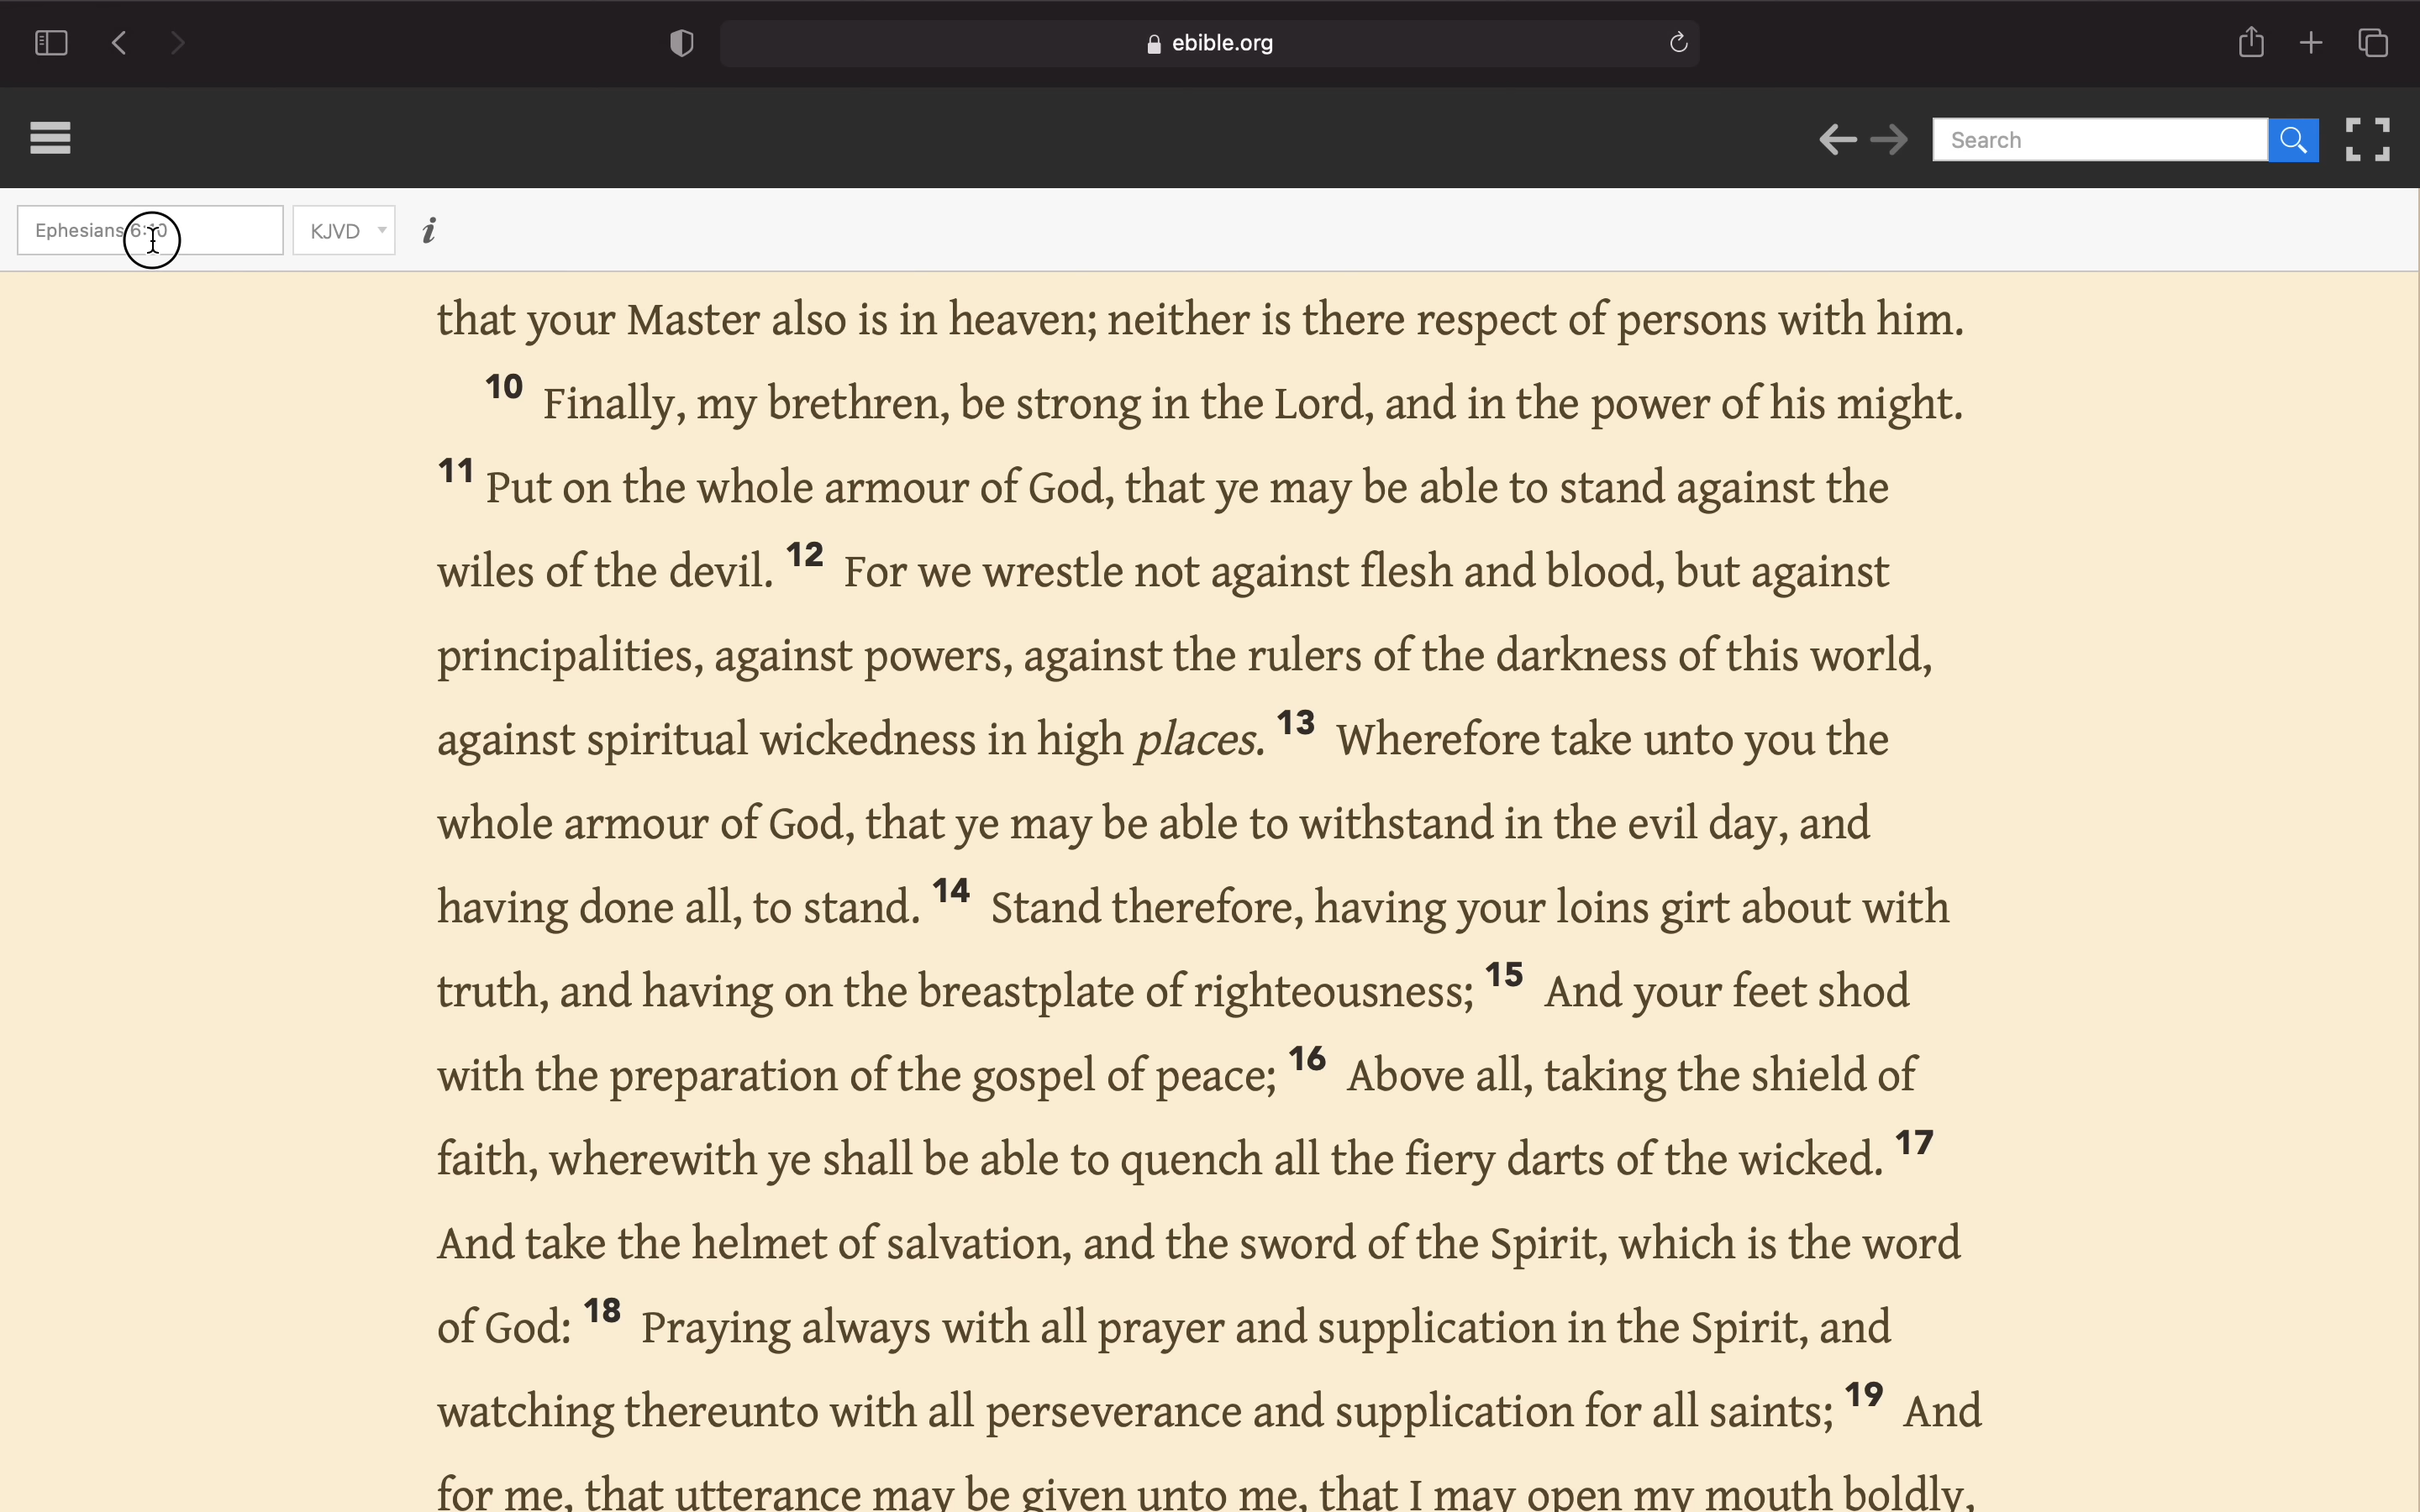 ebible.org
Search
Ephesians 6:10
KJVD
i
that your Master also is in heaven; neither is there respect of persons with him.
10 Finally, my brethren, be strong in the Lord, and in the power of his might.
11 Put on the whole armour of God, that ye may be able to stand against the
wiles of the devil. 12 For we wrestle not against flesh and blood, but against
principalities, against powers, against the rulers of the darkness of this world,
against spiritual wickedness in high places. 13 Wherefore take unto you the
whole armour of God, that ye may be able to withstand in the evil day, and
having done all, to stand. 14 Stand therefore, having your loins girt about with
truth, and having on the breastplate of righteousness; 15 And your feet shod
with the preparation of the gospel of peace; 16 Above all, taking the shield of
faith, wherewith ye shall be able to quench all the fiery darts of the wicked. 17
And take the helmet of salvation, and the sword of the Spirit, which is the word
of God: 18 Praying always with all prayer and supplication in the Spirit, and
watching thereunto with all perseverance and supplication for all saints; 19 And
for me, that utterance may be given unto me, that I may open my mouth boldly,